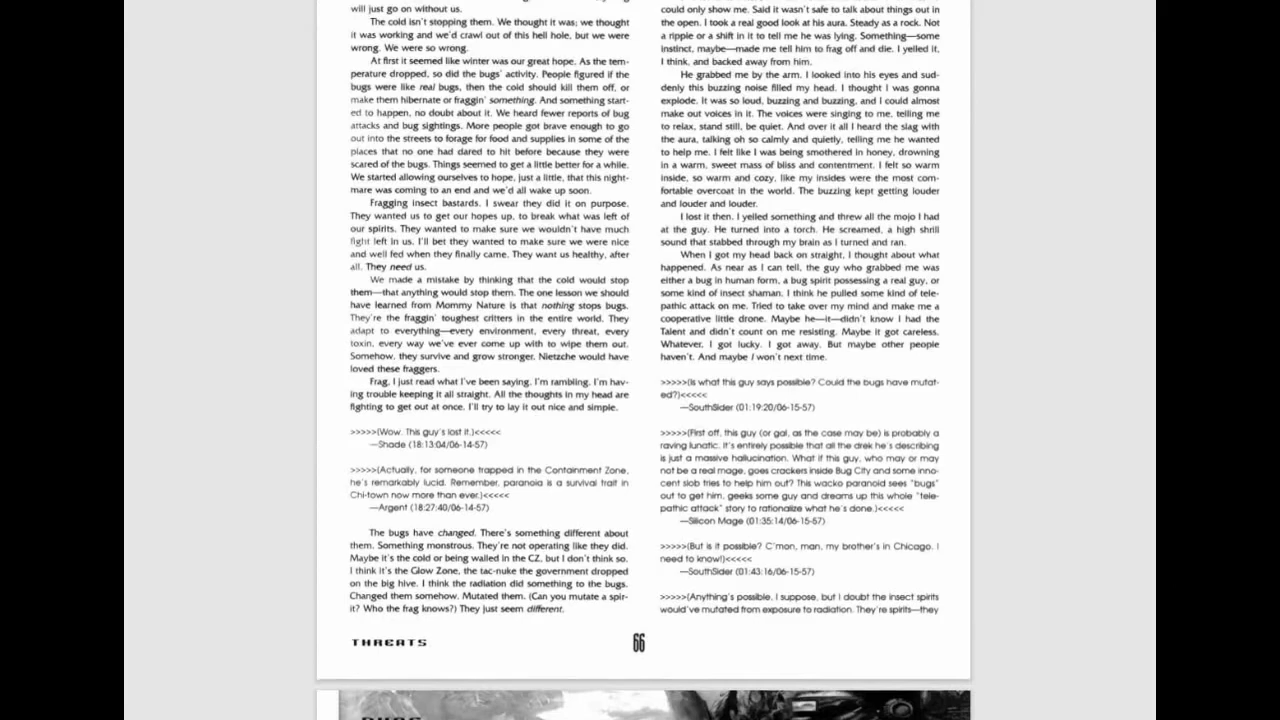 will just go on without us.
The cold isn't stopping them. We thought it was; we thought
it was working and we'd crawl out of this hell hole, but we were
wrong. We were so wrong.
At first it seemed like winter was our great hope. As the tem-
perature dropped, so did the bugs' activity. People figured if the
bugs were like real bugs, then the cold should kill them off, or
make them hibernate or fraggin' something. And something start-
ed to happen, no doubt about it. We heard fewer reports of bug
attacks and bug sightings. More people got brave enough to go
out into the streets to forage for food and supplies in some of the
places that no one had dared to hit before because they were
scared of the bugs. Things seemed to get a little better for a while.
We started allowing ourselves to hope, just a little, that this night-
mare was coming to an end and we'd all wake up soon.
Fragging insect bastards. I swear they did it on purpose.
They wanted us to get our hopes up, to break what was left of
our spirits. They wanted to make sure we wouldn't have much
fight left in us. I'll bet they wanted to make sure we were nice
and well fed when they finally came. They want us healthy, after
all. They need us.
We made a mistake by thinking that the cold would stop
them—that anything would stop them. The one lesson we should
have learned from Mommy Nature is that nothing stops bugs.
They're the fraggin' toughest critters in the entire world. They
adapt to everything—every environment, every threat, every
toxin, every way we've ever come up with to wipe them out.
Somehow, they survive and grow stronger. Nietzche would have
loved these fraggers.
Frag, I just read what I've been saying. I'm rambling. I'm hav-
ing trouble keeping it all straight. All the thoughts in my head are
fighting to get out at once. I'll try to lay it out nice and simple.
>>>>>(Wow. This guy's lost it.)<<<<<
—Shade (18:13:04/06-14-57)
>>>>>(Actually, for someone trapped in the Containment Zone,
he's remarkably lucid. Remember, paranoia is a survival trait in
Chi-town now more than ever.)<<<<<
—Argent (18:27:40/06-14-57)
The bugs have changed. There's something different about
them. Something monstrous. They're not operating like they did.
Maybe it's the cold or being walled in the CZ, but I don't think so.
I think it's the Glow Zone, the tac-nuke the government dropped
on the big hive. I think the radiation did something to the bugs.
Changed them somehow. Mutated them. (Can you mutate a spir-
it? Who the frag knows?) They just seem different.
could only show me. Said it wasn't safe to talk about things out in
the open. I took a real good look at his aura. Steady as a rock. Not
a ripple or a shift in it to tell me he was lying. Something—some
instinct, maybe—made me tell him to frag off and die. I yelled it,
I think, and backed away from him.
He grabbed me by the arm. I looked into his eyes and sud-
denly this buzzing noise filled my head. I thought I was gonna
explode. It was so loud, buzzing and buzzing, and I could almost
make out voices in it. The voices were singing to me, telling me
to relax, stand still, be quiet. And over it all I heard the slag with
the aura, talking oh so calmly and quietly, telling me he wanted
to help me. I felt like I was being smothered in honey, drowning
in a warm, sweet mass of bliss and contentment. I felt so warm
inside, so warm and cozy, like my insides were the most com-
fortable overcoat in the world. The buzzing kept getting louder
and louder and louder.
I lost it then. I yelled something and threw all the mojo I had
at the guy. He turned into a torch. He screamed, a high shrill
sound that stabbed through my brain as I turned and ran.
When I got my head back on straight, I thought about what
happened. As near as I can tell, the guy who grabbed me was
either a bug in human form, a bug spirit possessing a real guy, or
some kind of insect shaman. I think he pulled some kind of tele-
pathic attack on me. Tried to take over my mind and make me a
cooperative little drone. Maybe he—it—didn't know I had the
Talent and didn't count on me resisting. Maybe it got careless.
Whatever, I got lucky. I got away. But maybe other people
haven't. And maybe I won't next time.
>>>>>(Is what this guy says possible? Could the bugs have mutat-
ed?)<<<<<
—SouthSider (01:19:20/06-15-57)
>>>>>(First off, this guy (or gal, as the case may be) is probably a
raving lunatic. It's entirely possible that all the drek he's describing
is just a massive hallucination. What if this guy, who may or may
not be a real mage, goes crackers inside Bug City and some inno-
cent slob tries to help him out? This wacko paranoid sees "bugs"
out to get him, geeks some guy and dreams up this whole "tele-
pathic attack" story to rationalize what he's done.)<<<<<
—Silicon Mage (01:35:14/06-15-57)
>>>>>(But is it possible? C'mon, man, my brother's in Chicago. I
need to know!)<<<<<
—SouthSider (01:43:16/06-15-57)
>>>>>(Anything's possible, I suppose, but I doubt the insect spirits
would've mutated from exposure to radiation. They're spirits—they
THREATS
66